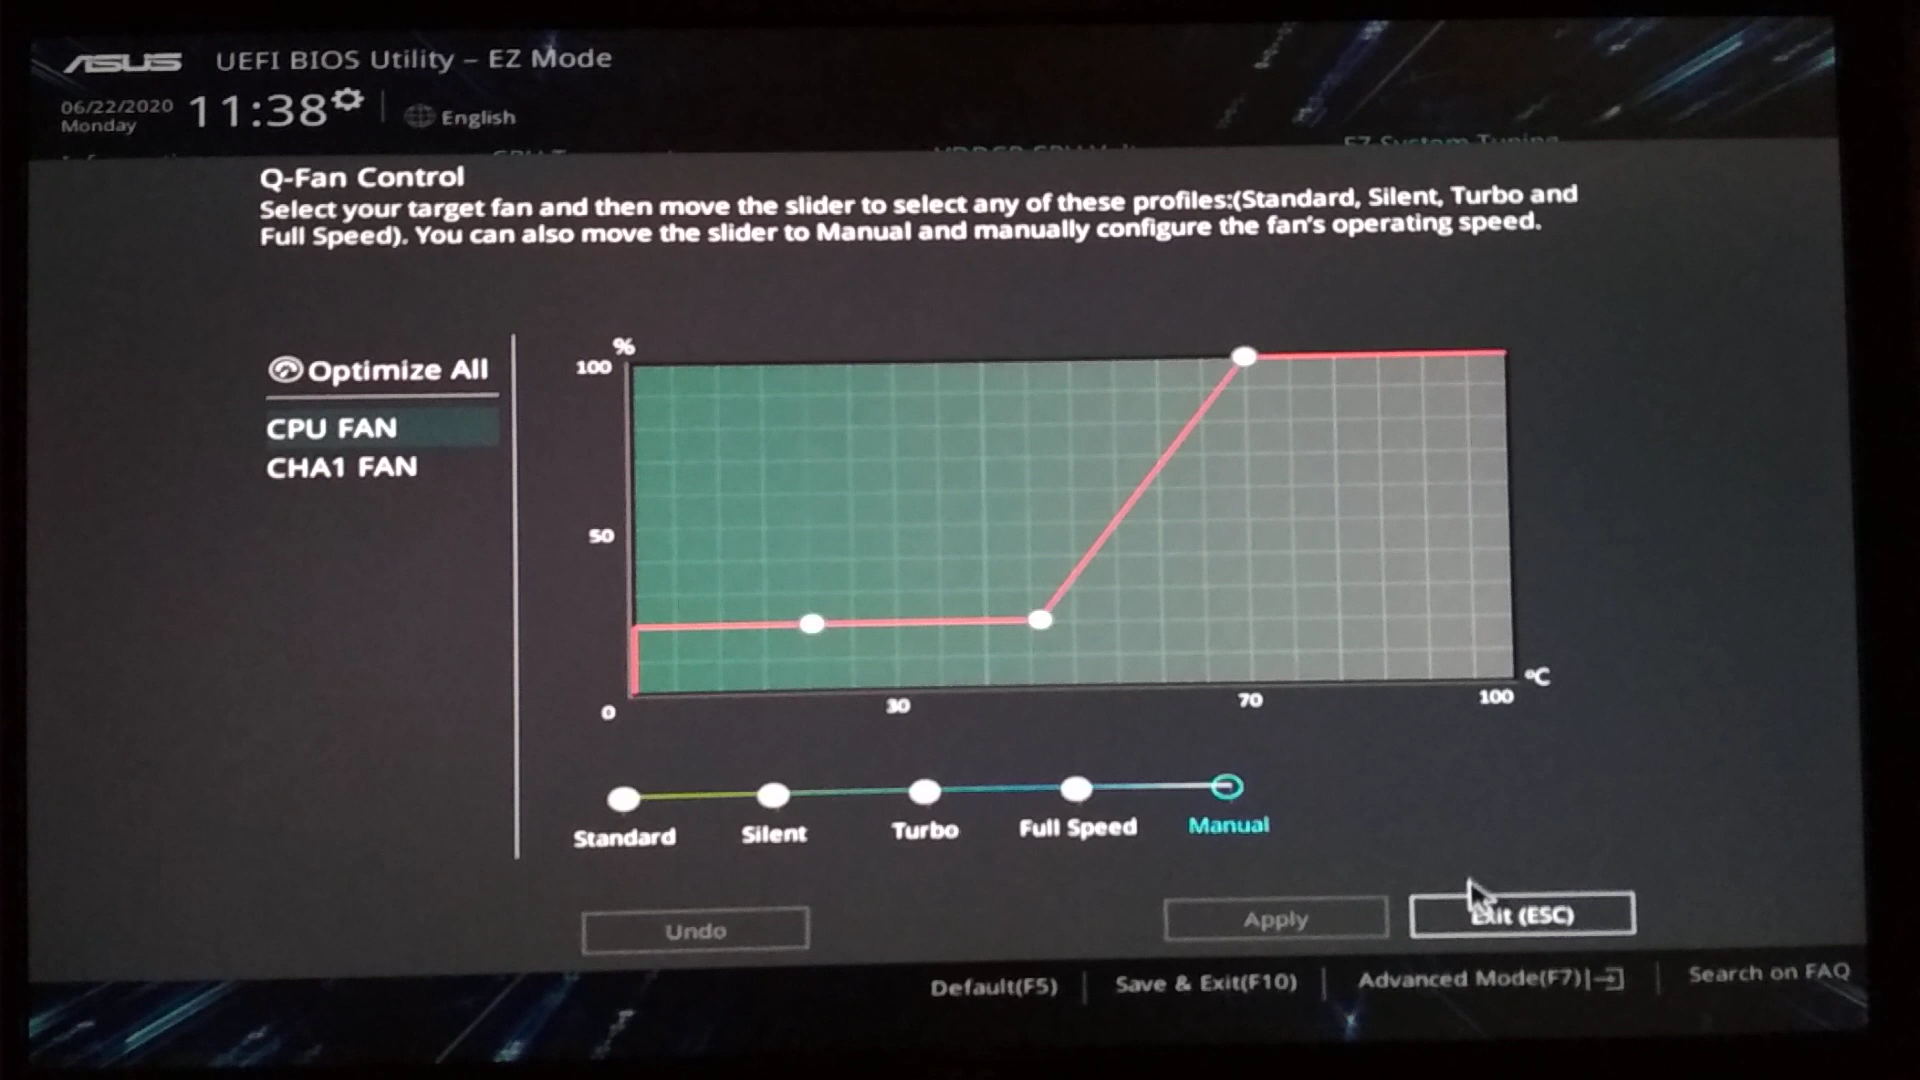 ASUS UEFI BIOS Utility – EZ Mode
06/22/2020
Monday
11:38
English
EZ System Tuning
Q-Fan Control
Select your target fan and then move the slider to select any of these profiles:(Standard, Silent, Turbo and
Full Speed). You can also move the slider to Manual and manually configure the fan's operating speed.
Optimize All
CPU FAN
CHA1 FAN
%
100
50
0
30
70
100
°C
Standard
Silent
Turbo
Full Speed
Manual
Undo
Apply
Exit (ESC)
Default(F5)
Save & Exit(F10)
Advanced Mode(F7)
Search on FAQ